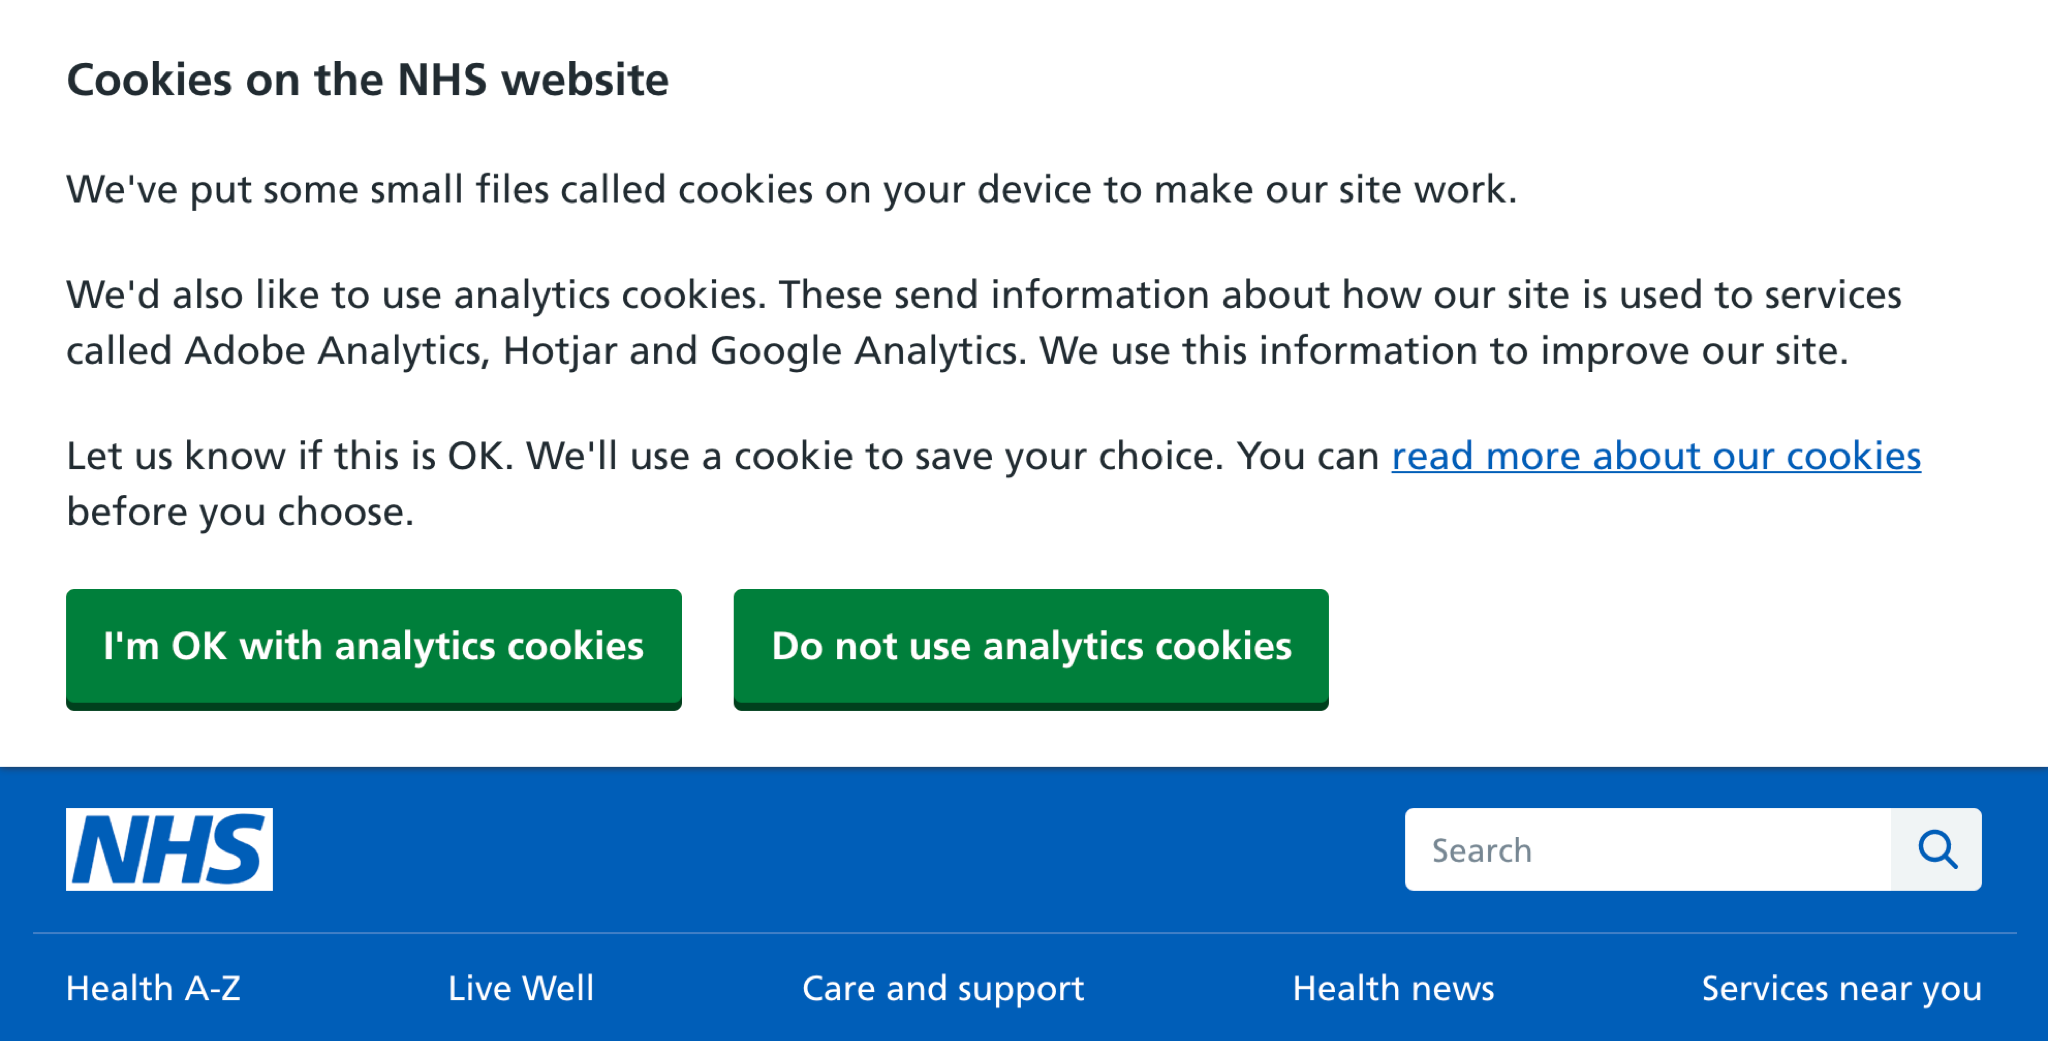 Cookies on the NHS website
We've put some small files called cookies on your device to make our site work.
We'd also like to use analytics cookies. These send information about how our site is used to services
called Adobe Analytics, Hotjar and Google Analytics. We use this information to improve our site.
Let us know if this is OK. We'll use a cookie to save your choice. You can read more about our cookies
before you choose.
I'm OK with analytics cookies
Do not use analytics cookies
NHS
Search
Health A-Z
Live Well
Care and support
Health news
Services near you